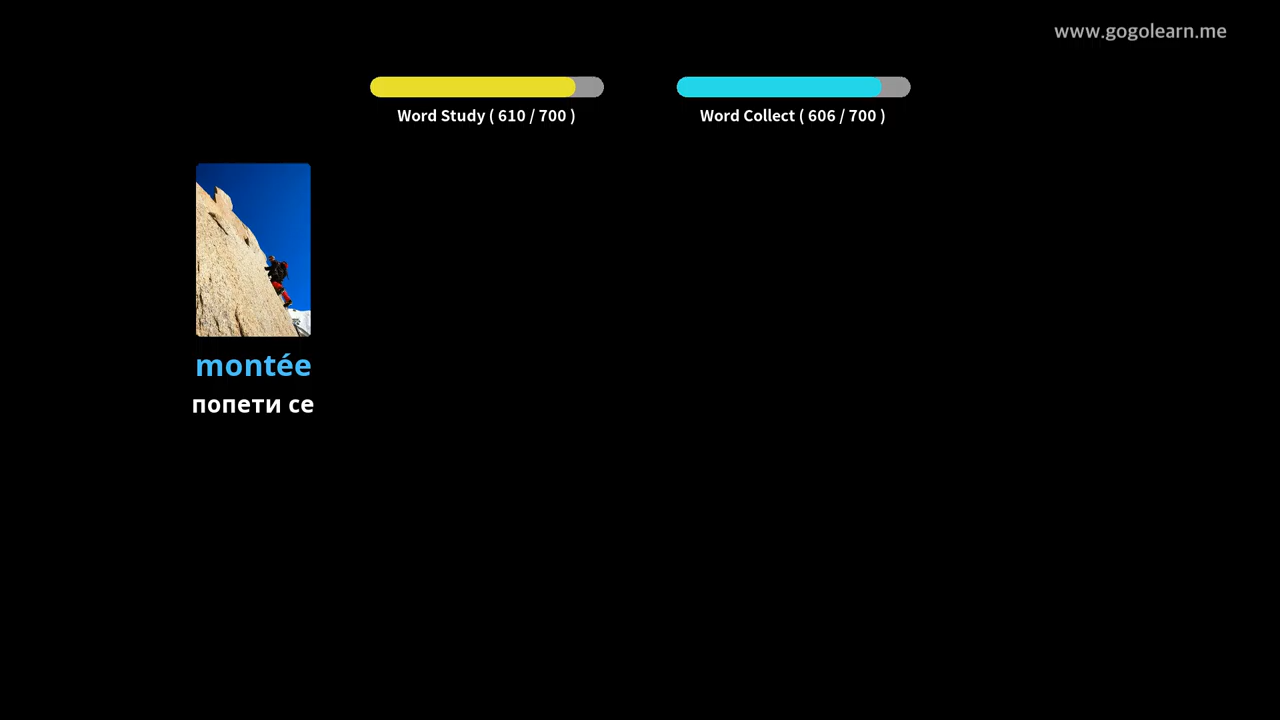 www.gogolearn.me
Word Study ( 610 / 700 )
Word Collect ( 606 / 700 )
montée
попети се